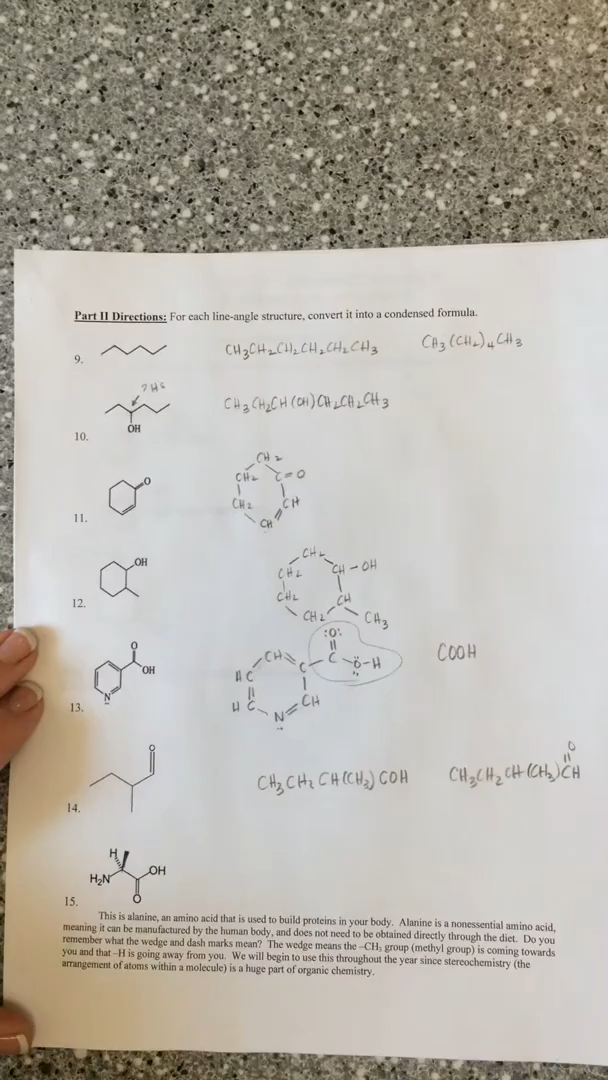 Part II Directions: For each line-angle structure, convert it into a condensed formula.
9. CH3CH2CH2CH2CH2CH3 CH3(CH2)4CH3
10. OH CH3CH2CH(OH)CH2CH2CH3
CH2
CH2 C=O
11. O CH2 CH
CH
CH2
OH CH2 CH-OH
12. CH2 CH
CH2 CH3
:O:
O CH C C O-H COOH
OH HC
13. N HC N CH
O O
14. CH3CH2CH(CH3)COH CH3CH2CH(CH3)CH
H
H2N OH
15. O
This is alanine, an amino acid that is used to build proteins in your body. Alanine is a nonessential amino acid,
meaning it can be manufactured by the human body, and does not need to be obtained directly through the diet. Do you
remember what the wedge and dash marks mean? The wedge means the –CH3 group (methyl group) is coming towards
you and that –H is going away from you. We will begin to use this throughout the year since stereochemistry (the
arrangement of atoms within a molecule) is a huge part of organic chemistry.